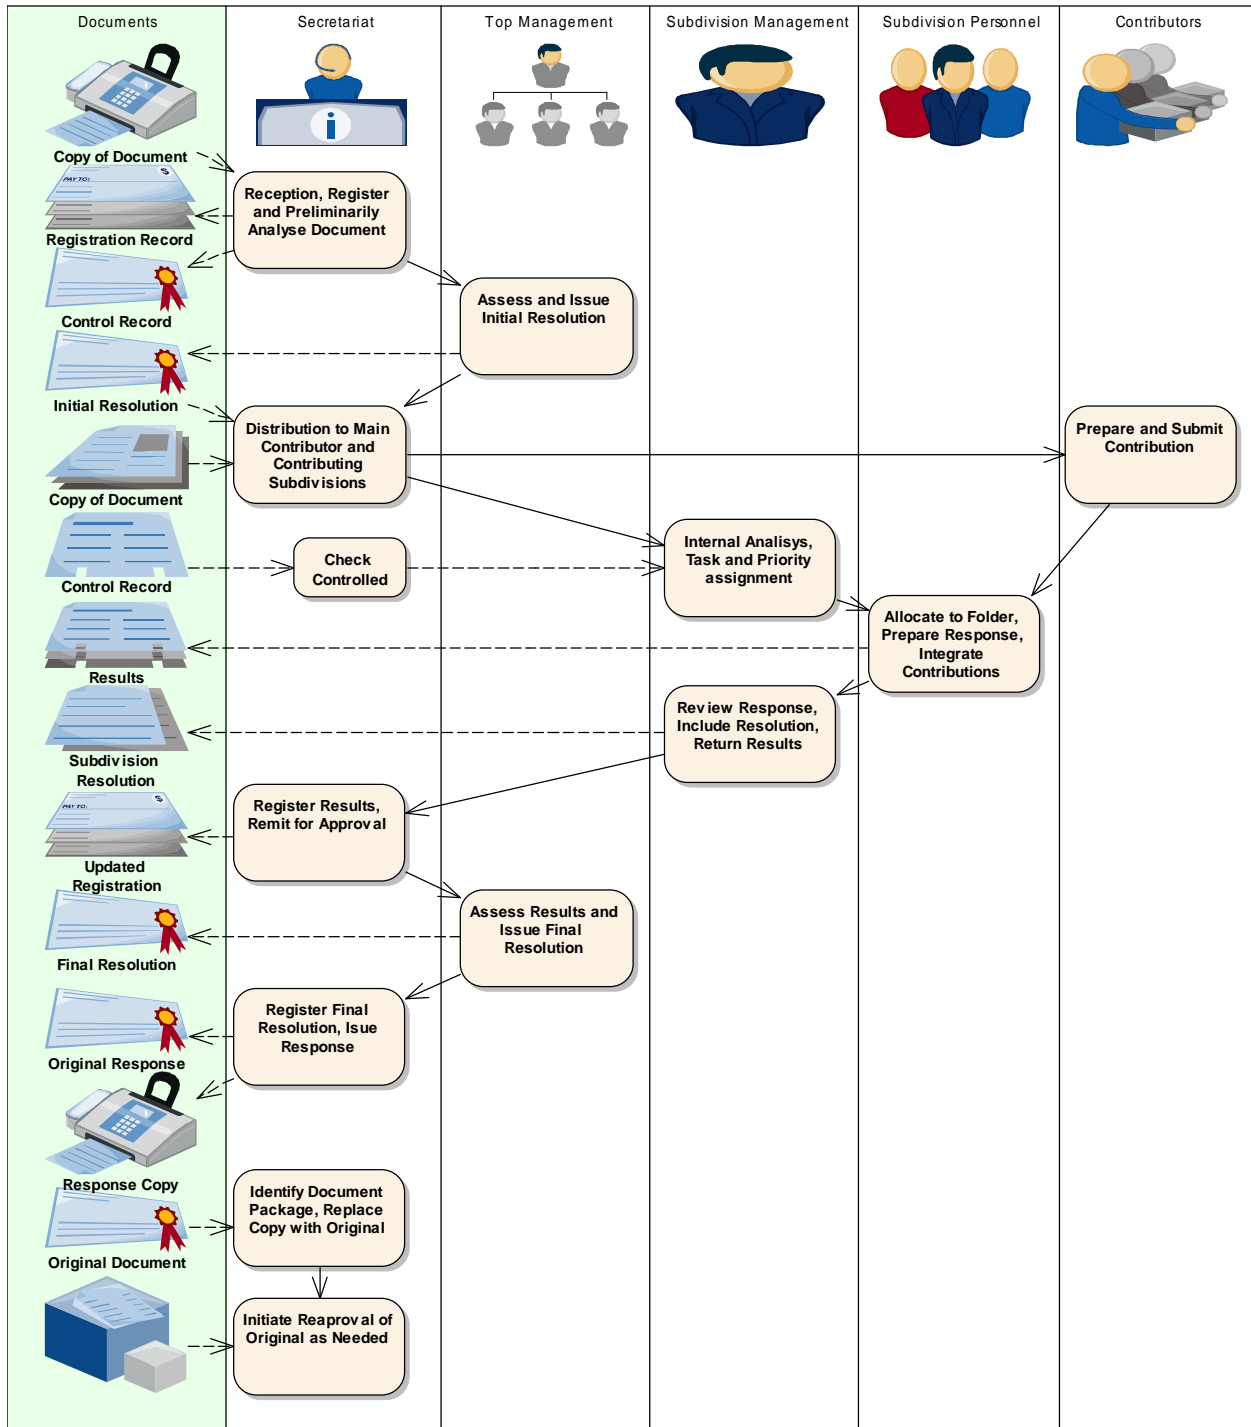 Documents
Secretariat
Top Management
Subdivision Management
Subdivision Personnel
Contributors
Copy of Document
PAY TO:
$
Reception, Register
and Preliminarily
Analyse Document
Registration Record
Control Record
Assess and Issue
Initial Resolution
Initial Resolution
Distribution to Main
Contributor and
Contributing
Subdivisions
Prepare and Submit
Contribution
Copy of Document
Check
Controlled
Internal Analisys,
Task and Priority
assignment
Control Record
Allocate to Folder,
Prepare Response,
Integrate
Contributions
Results
Review Response,
Include Resolution,
Return Results
Subdivision
Resolution
PAY TO:
$
Register Results,
Remit for Approval
Updated
Registration
Assess Results and
Issue Final
Resolution
Final Resolution
Register Final
Resolution, Isue
Response
Original Response
Response Copy
Identify Document
Package, Replace
Copy with Original
Original Document
Initiate Reaproval of
Original as Needed